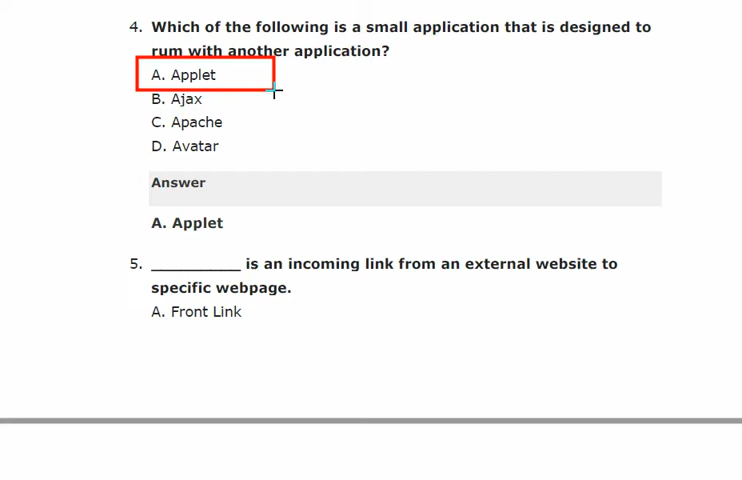 4. Which of the following is a small application that is designed to
rum with another application?
A. Applet
B. Ajax
C. Apache
D. Avatar
Answer
A. Applet
5. __________ is an incoming link from an external website to
specific webpage.
A. Front Link